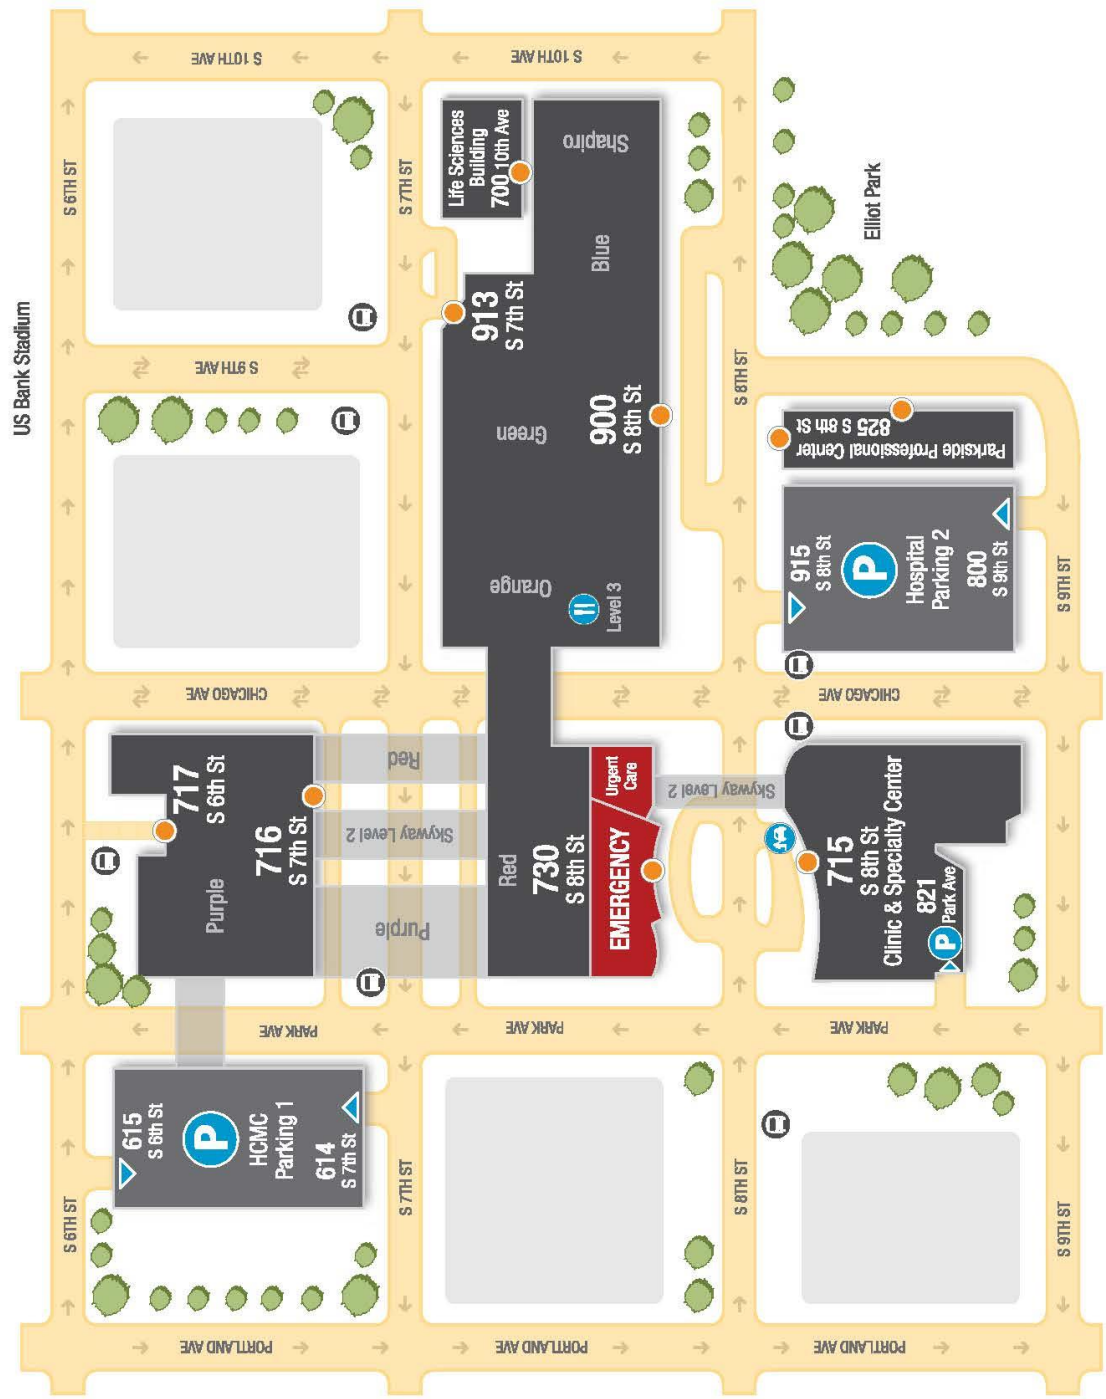 US Bank Stadium
S 6TH ST
S 10TH AVE
S 7TH ST
S 10TH AVE
Life Sciences
Building
700 10th Ave
Shapiro
Blue
913
S 7th St
S 9TH AVE
Green
900
S 8th St
Orange
Level 3
Elliot Park
S 8TH ST
Parkside Professional Center
825 S 8th St
915
S 8th St
P
Hospital
Parking 2
800
S 9th St
S 9TH ST
CHICAGO AVE
CHICAGO AVE
717
S 6th St
716
S 7th St
Purple
Red
Skyway Level 2
Purple
Red
730
S 8th St
Urgent
Care
EMERGENCY
Skyway Level 2
715
S 8th St
Clinic & Specialty Center
821
Park Ave
P
PARK AVE
PARK AVE
PARK AVE
615
S 6th St
P
HCMC
Parking 1
614
S 7th St
S 6TH ST
S 7TH ST
S 8TH ST
S 9TH ST
PORTLAND AVE
PORTLAND AVE
PORTLAND AVE